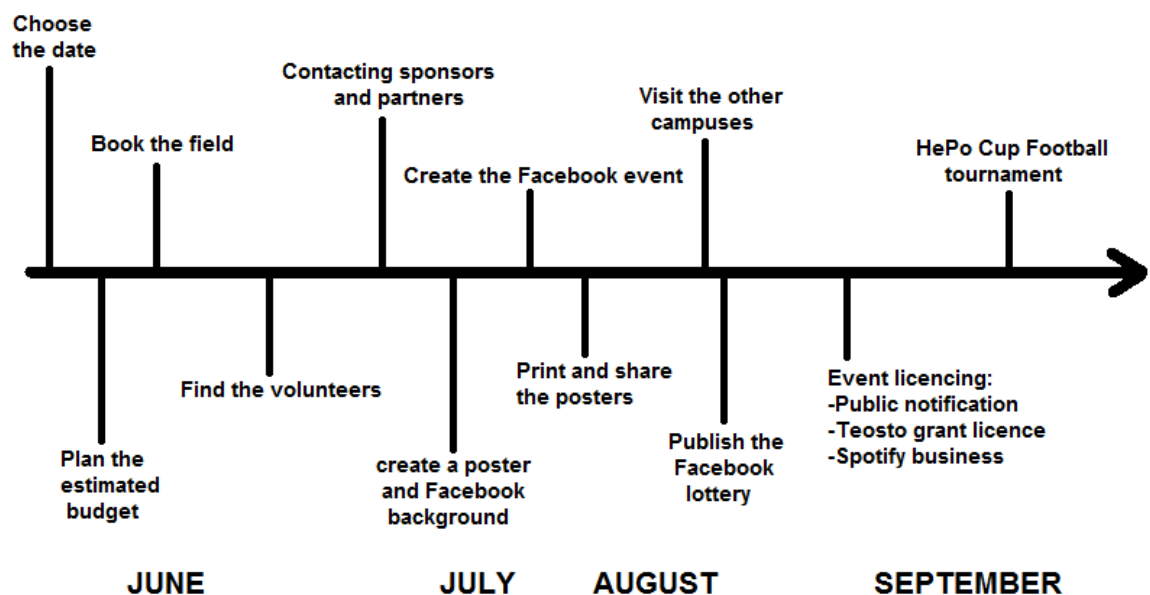 Choose
the date
Contacting sponsors
and partners
Visit the other
campuses
Book the field
HePo Cup Football
tournament
Create the Facebook event
Print and share
the posters
Find the volunteers
Event licencing:
-Public notification
-Teosto grant licence
-Spotify business
Publish the
Facebook
lottery
Plan the
estimated
budget
create a poster
and Facebook
background
JUNE
JULY
AUGUST
SEPTEMBER